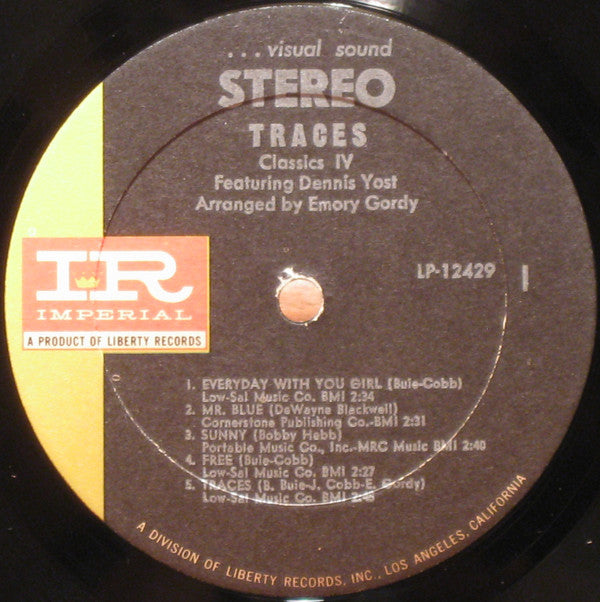 ...visual sound
STEREO
TRACES
Classics IV
Featuring Dennis Yost
Arranged by Emory Gordy
IR
IMPERIAL
A PRODUCT OF LIBERTY RECORDS
LP-12429
1
1. EVERYDAY WITH YOU GIRL (Buie-Cobb)
Low-Sal Music Co. BMI 2:34
2. MR. BLUE (DeWayne Blackwell)
Cornerstone Publishing Co.-BMI 2:31
3. SUNNY (Bobby Hebb)
Portable Music Co., Inc.-MRC Music BMI 2:40
4. FREE (Buie-Cobb)
Low-Sal Music Co. BMI 2:27
5. TRACES (B. Buie-J. Cobb-E. Gordy)
Low-Sal Music Co. BMI
A DIVISION OF LIBERTY RECORDS, INC., LOS ANGELES, CALIFORNIA